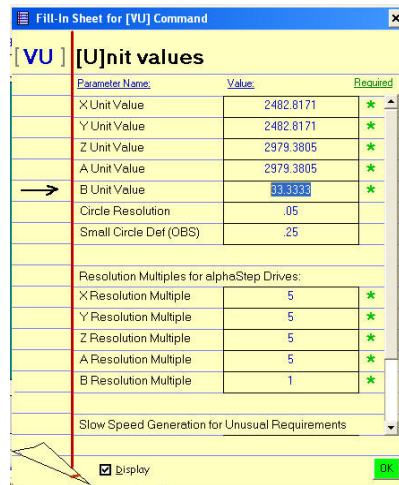 Fill-In Sheet for [VU] Command
[ VU ] [U]nit values
Parameter Name: Value: Required
X Unit Value 2482.8171 *
Y Unit Value 2482.8171 *
Z Unit Value 2979.3805 *
A Unit Value 2979.3805 *
B Unit Value 33.3333 *
Circle Resolution .05
Small Circle Def (OBS) .25
Resolution Multiples for alphaStep Drives:
X Resolution Multiple 5 *
Y Resolution Multiple 5 *
Z Resolution Multiple 5 *
A Resolution Multiple 5 *
B Resolution Multiple 1 *
Slow Speed Generation for Unusual Requirements
Display OK